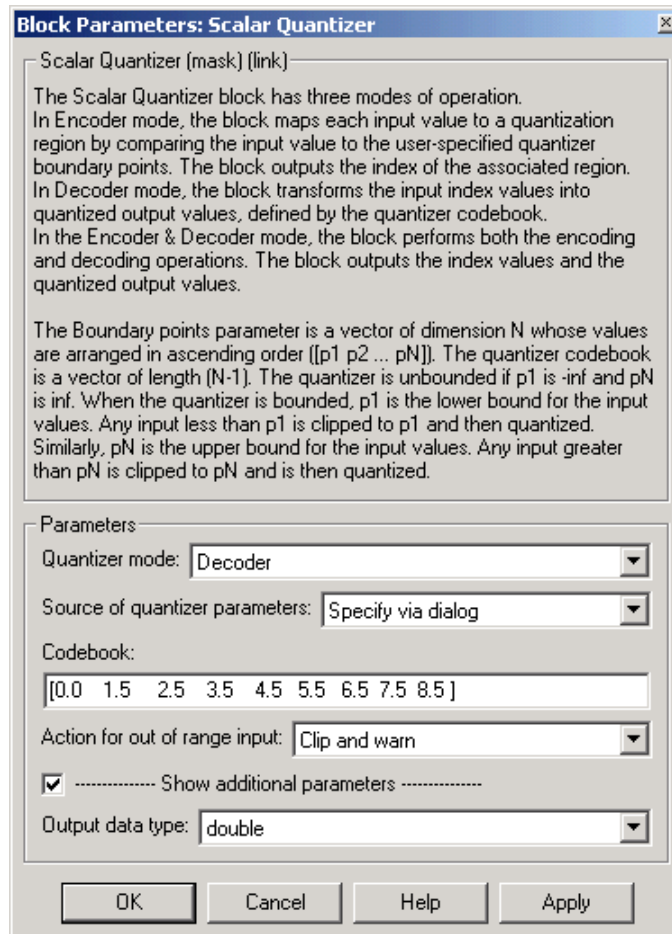 Block Parameters: Scalar Quantizer
Scalar Quantizer (mask) (link)
The Scalar Quantizer block has three modes of operation.
In Encoder mode, the block maps each input value to a quantization
region by comparing the input value to the user-specified quantizer
boundary points. The block outputs the index of the associated region.
In Decoder mode, the block transforms the input index values into
quantized output values, defined by the quantizer codebook.
In the Encoder & Decoder mode, the block performs both the encoding
and decoding operations. The block outputs the index values and the
quantized output values.
The Boundary points parameter is a vector of dimension N whose values
are arranged in ascending order ([p1 p2 ... pN]). The quantizer codebook
is a vector of length (N-1). The quantizer is unbounded if p1 is -inf and pN
is inf. When the quantizer is bounded, p1 is the lower bound for the input
values. Any input less than p1 is clipped to p1 and then quantized.
Similarly, pN is the upper bound for the input values. Any input greater
than pN is clipped to pN and is then quantized.
Parameters
Quantizer mode: Decoder
Source of quantizer parameters: Specify via dialog
Codebook:
[0.0 1.5 2.5 3.5 4.5 5.5 6.5 7.5 8.5 ]
Action for out of range input: Clip and warn
-------------- Show additional parameters --------------
Output data type: double
OK Cancel Help Apply